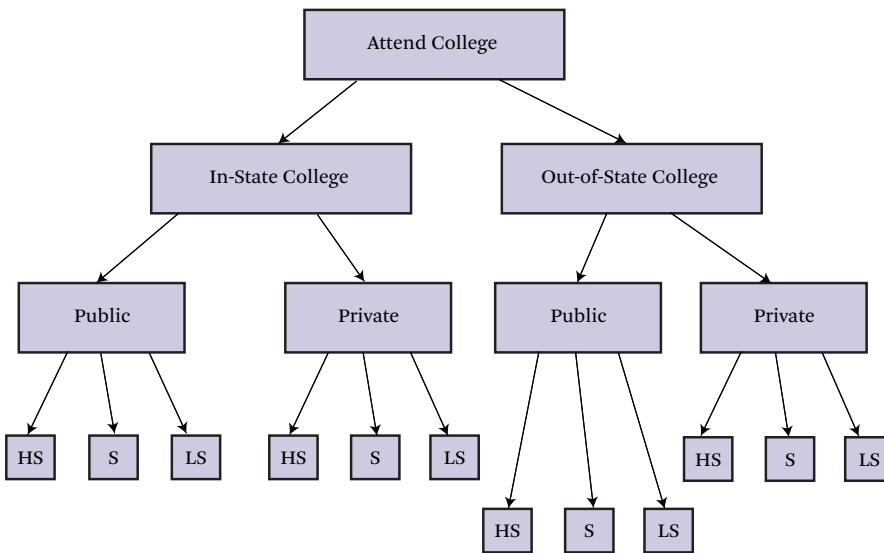 Attend College
In-State College
Out-of-State College
Public
Private
Public
Private
HS
S
LS
HS
S
LS
HS
S
LS
HS
S
LS